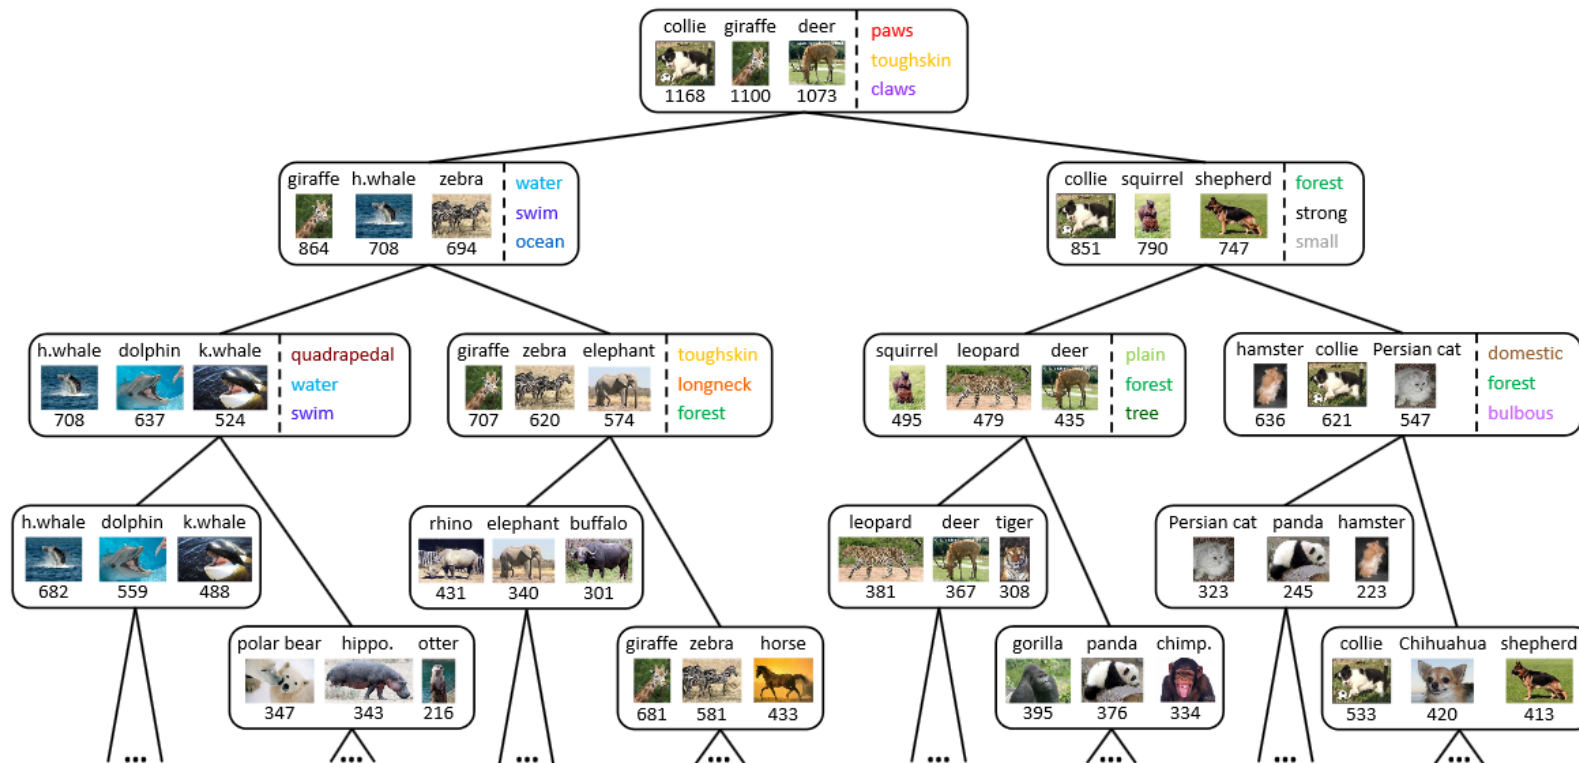 collie giraffe deer
paws
toughskin
claws
1168 1100 1073
giraffe h.whale zebra
water
swim
ocean
864 708 694
collie squirrel shepherd
forest
strong
small
851 790 747
h.whale dolphin k.whale
quadrapedal
water
swim
708 637 524
giraffe zebra elephant
toughskin
longneck
forest
707 620 574
squirrel leopard deer
plain
forest
tree
495 479 435
hamster collie Persian cat
domestic
forest
bulbous
636 621 547
h.whale dolphin k.whale
682 559 488
rhino elephant buffalo
431 340 301
leopard deer tiger
381 367 308
Persian cat panda hamster
323 245 223
polar bear hippo. otter
347 343 216
giraffe zebra horse
681 581 433
gorilla panda chimp.
395 376 334
collie Chihuahua shepherd
533 420 413
... ... ... ... ... ... ... ...